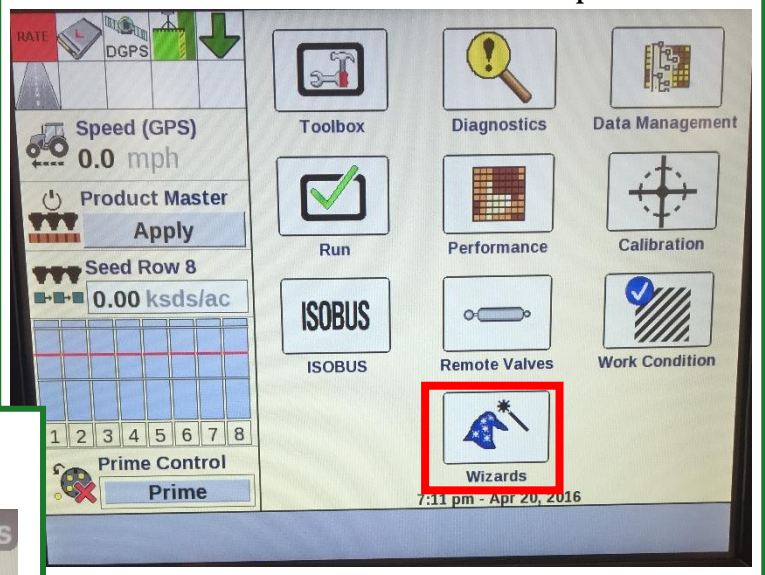 RATE
DGPS
Speed (GPS)
0.0 mph
Product Master
Apply
Seed Row 8
0.00 ksds/ac
1 2 3 4 5 6 7 8
Prime Control
Prime
Toolbox
Diagnostics
Data Management
Run
Performance
Calibration
ISOBUS
ISOBUS
Remote Valves
Work Condition
Wizards
7:11 pm - Apr 20, 2016
s